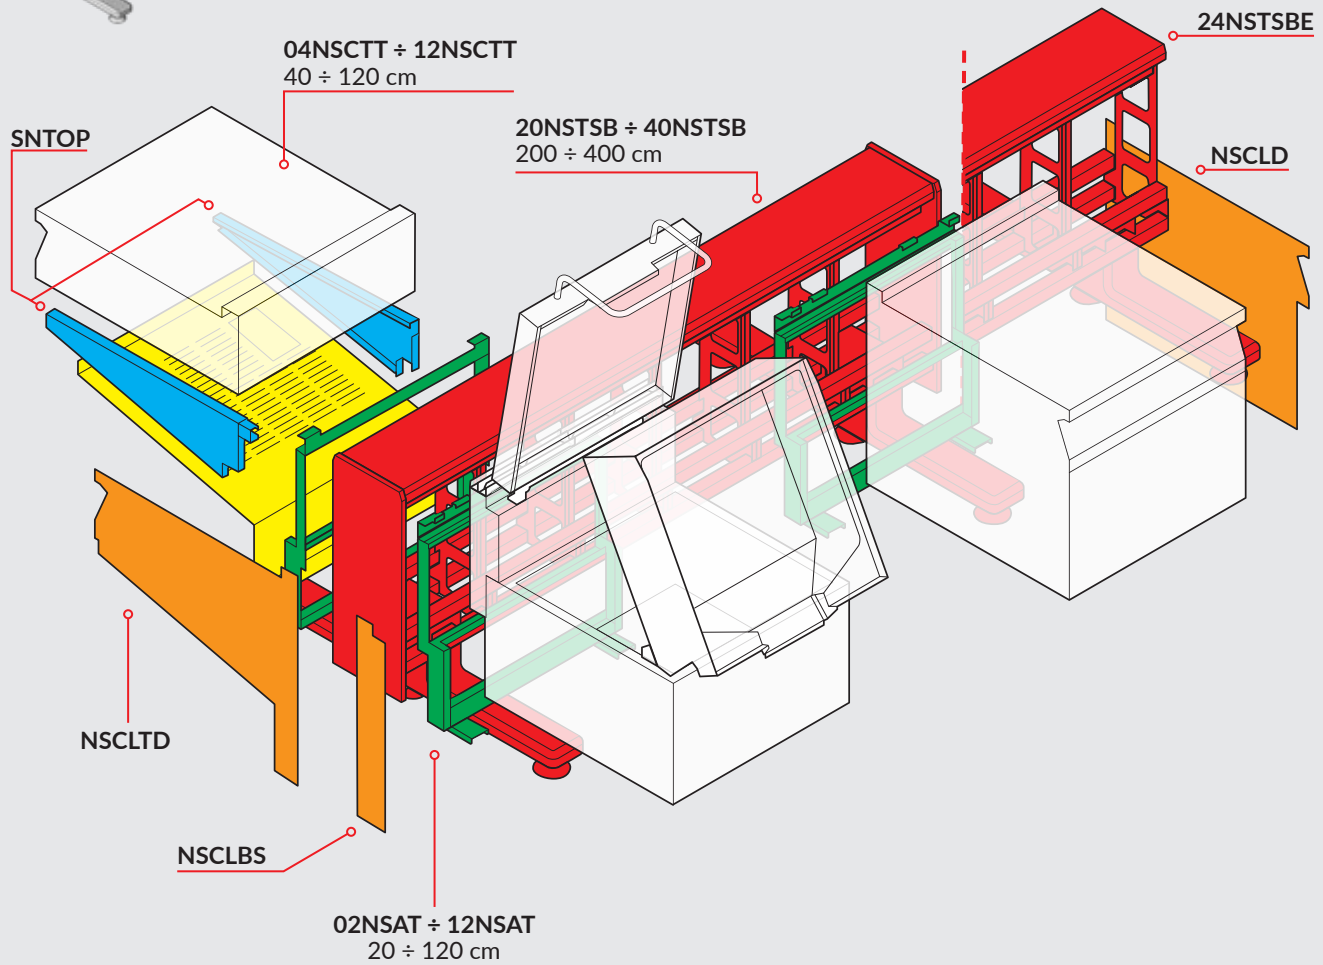 24NSTSBE
04NSCTT ÷ 12NSCTT
40 ÷ 120 cm
20NSTSB ÷ 40NSTSB
200 ÷ 400 cm
SNTOP
NSCLD
NSCLTD
NSCLBS
02NSAT ÷ 12NSAT
20 ÷ 120 cm